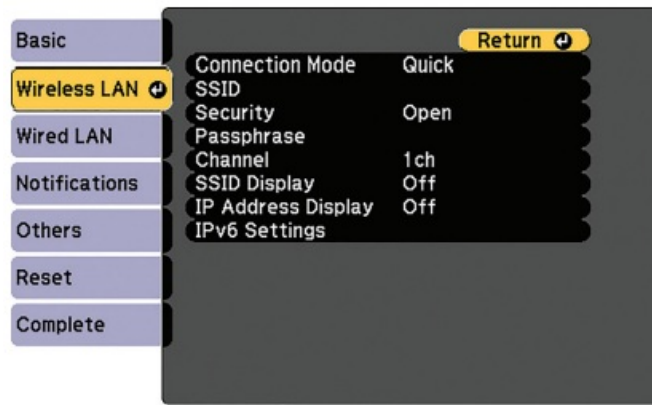 Basic
Wireless LAN
Wired LAN
Notifications
Others
Reset
Complete
Return
Connection Mode Quick
SSID
Security Open
Passphrase
Channel 1ch
SSID Display Off
IP Address Display Off
IPv6 Settings